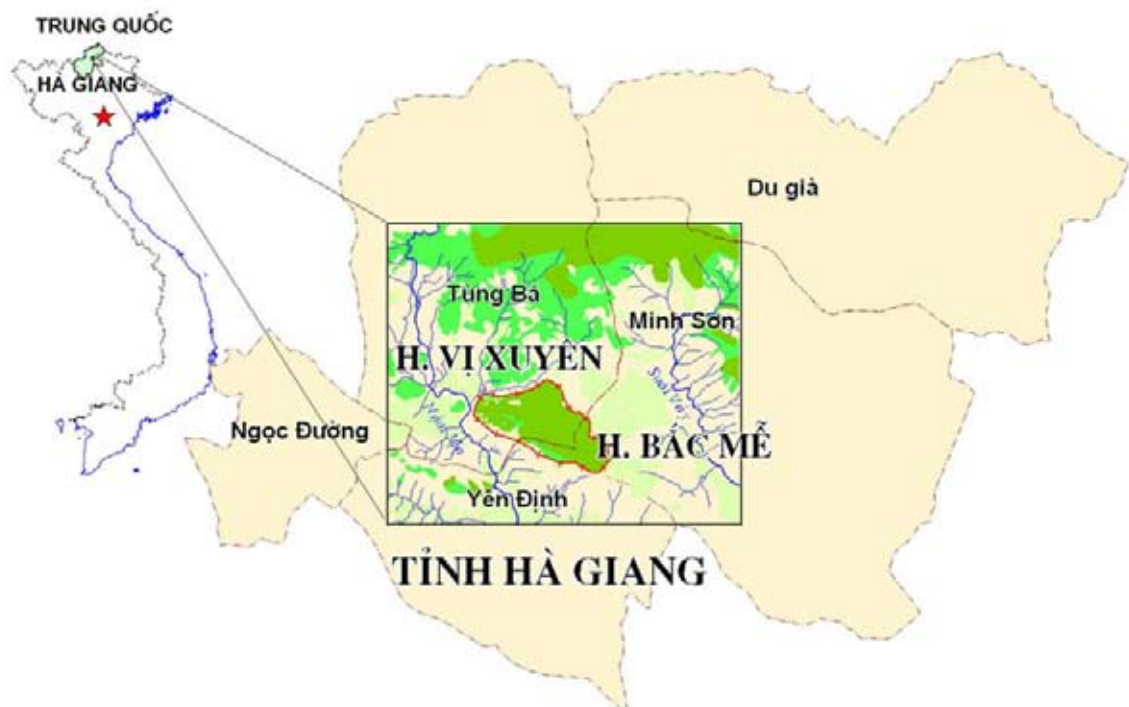 TRUNG QUỐC
HÀ GIANG
Du già
Tùng Bá
Minh Sơn
H. VỊ XUYÊN
Ngọc Đường
H. BẮC MỄ
Yên Định
TỈNH HÀ GIANG